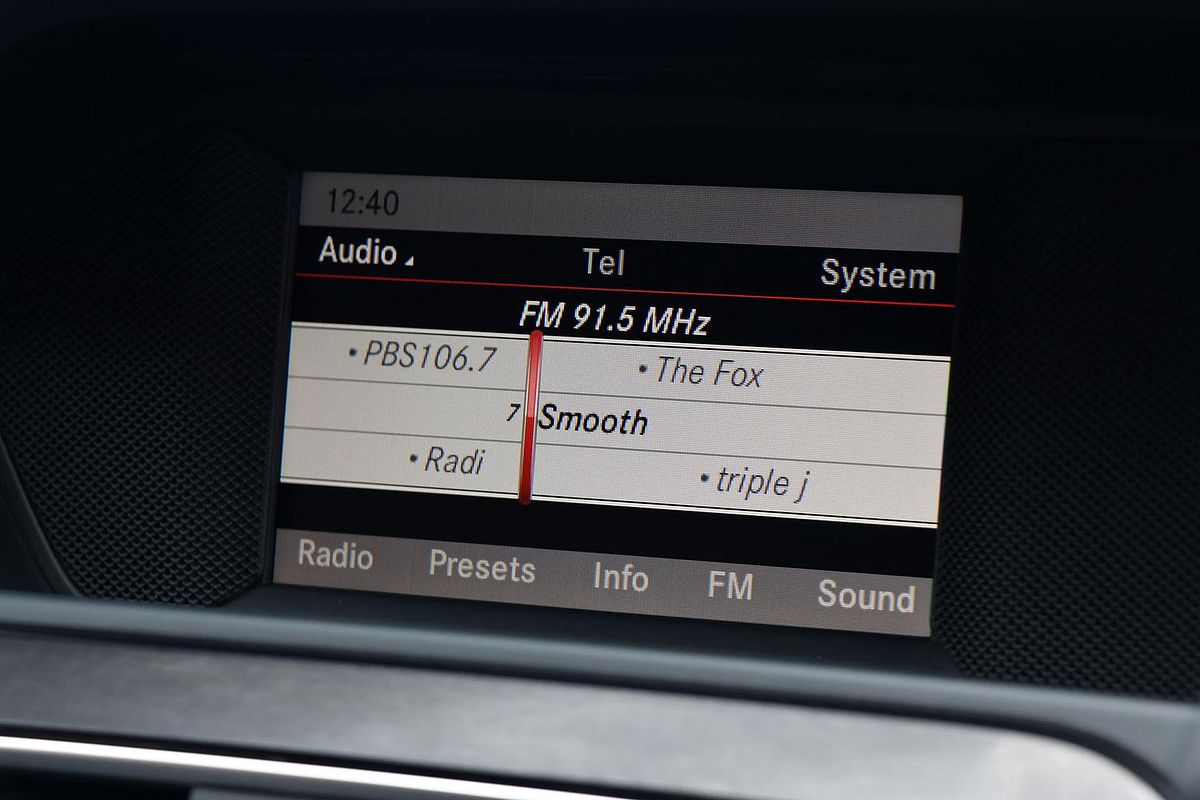 12:40
Audio Tel System
FM 91.5 MHz
• PBS106.7 • The Fox
7 Smooth
• Radi • triple j
Radio Presets Info FM Sound